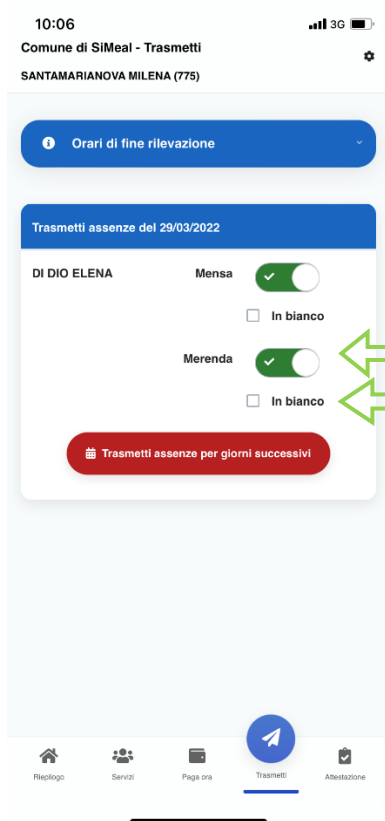 10:06
3G
Comune di SiMeal - Trasmetti
SANTAMARIANOVA MILENA (775)
Orari di fine rilevazione
Trasmetti assenze del 29/03/2022
DI DIO ELENA Mensa
In bianco
Merenda
In bianco
Trasmetti assenze per giorni successivi
Riepilogo Servizi Paga ora Trasmetti Attestazione